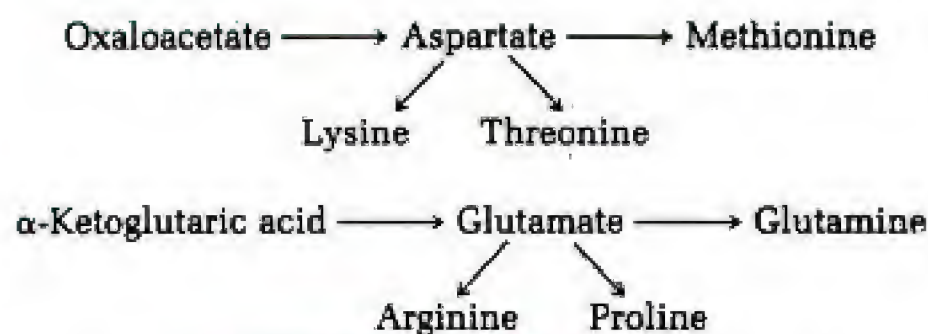 Oxaloacetate → Aspartate → Methionine
Lysine Threonine
α-Ketoglutaric acid → Glutamate → Glutamine
Arginine Proline